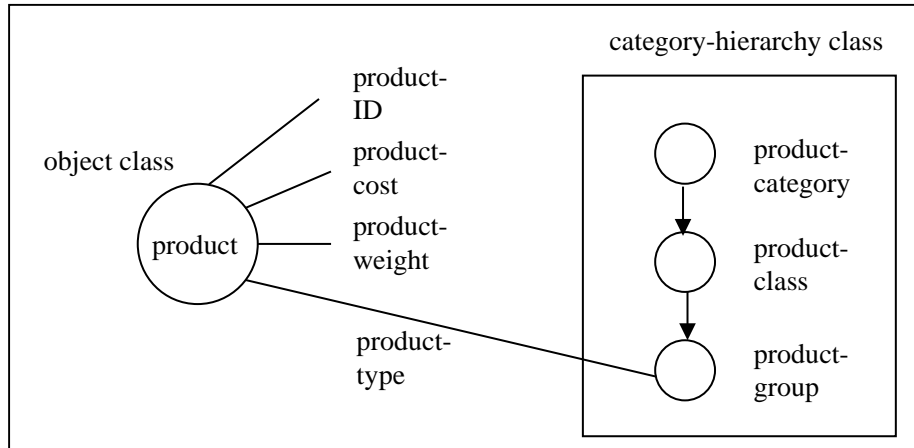 category-hierarchy class
product-
ID
object class
product-
cost
product-
weight
product
product-
type
product-
category
product-
class
product-
group